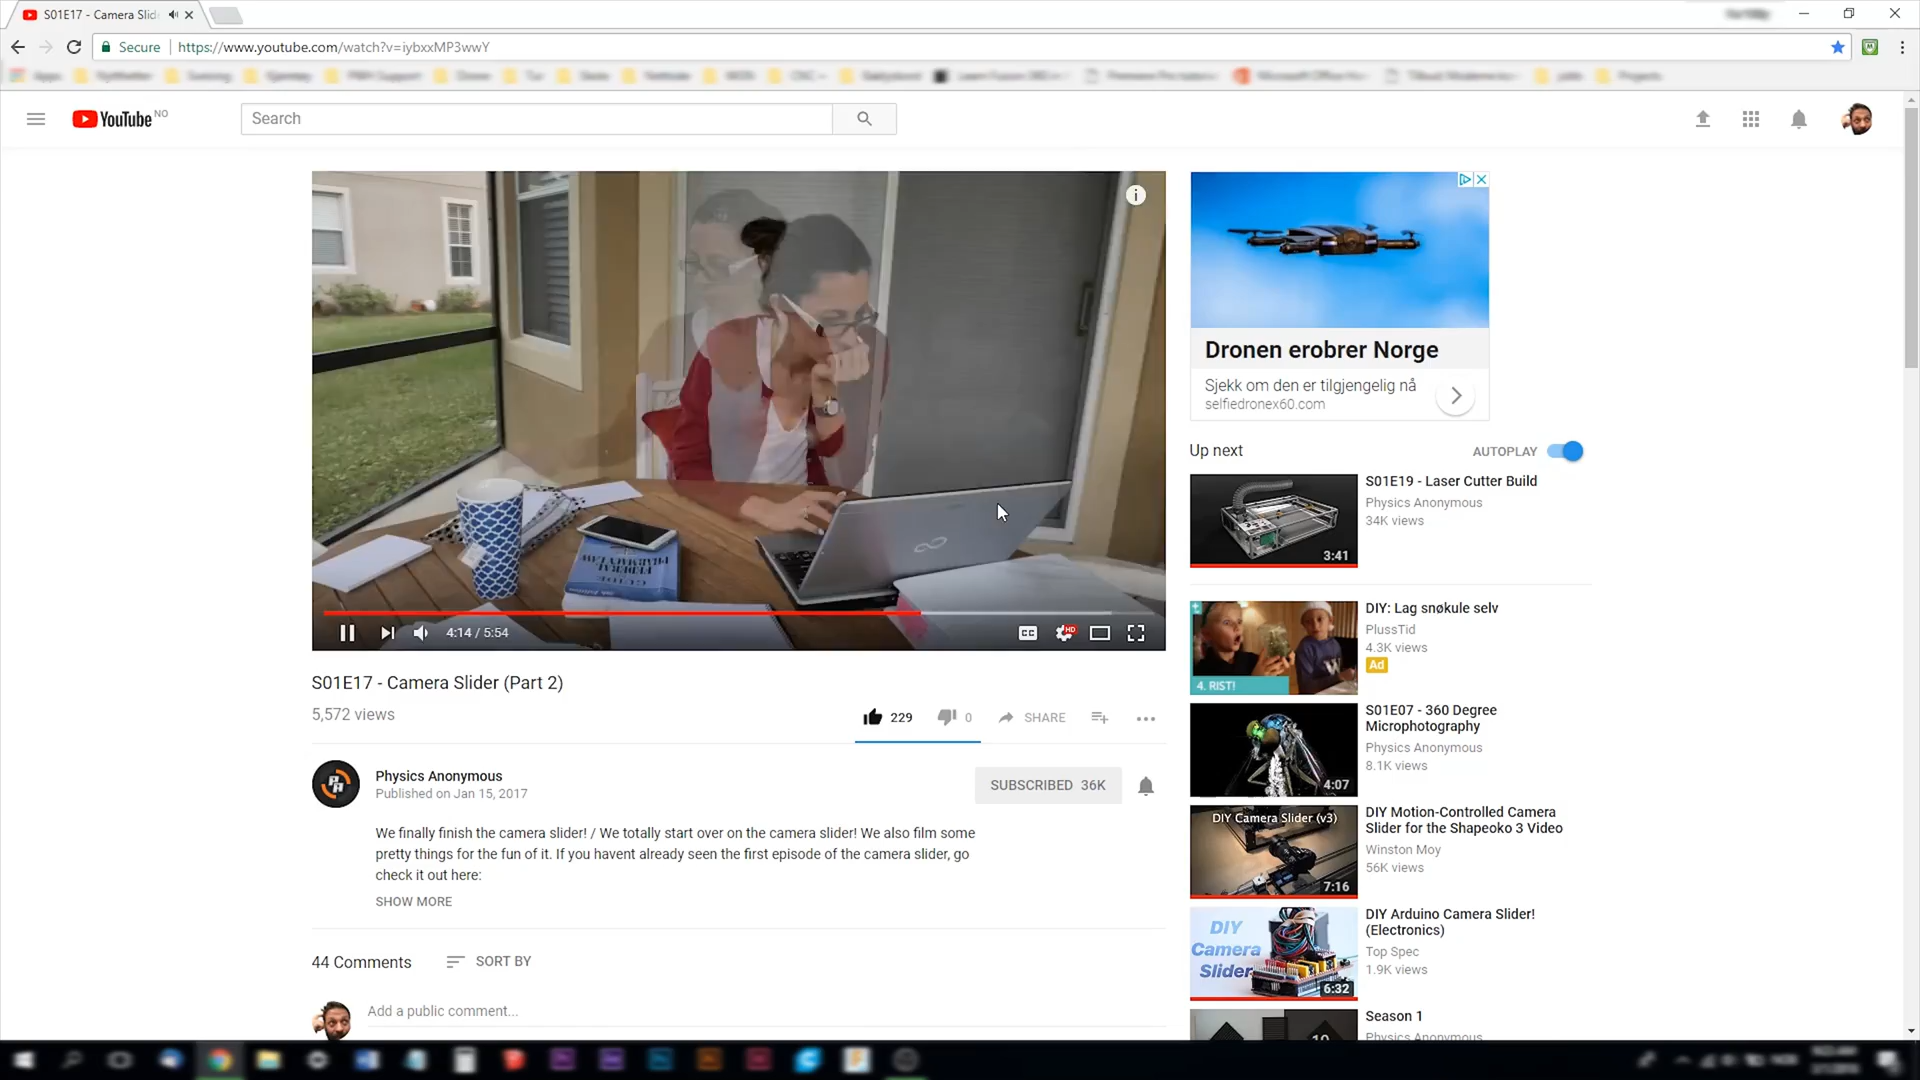 S01E17 - Camera Slid
Secure
https://www.youtube.com/watch?v=iybxxMP3wwY
YouTube NO
Search
GUIDE
FEDERAL
PHARMACY LAW
4:14 / 5:54
CC
HD
S01E17 - Camera Slider (Part 2)
5,572 views
229
0
SHARE
Physics Anonymous
Published on Jan 15, 2017
SUBSCRIBED 36K
We finally finish the camera slider! / We totally start over on the camera slider! We also film some
pretty things for the fun of it. If you havent already seen the first episode of the camera slider, go
check it out here:
SHOW MORE
44 Comments
SORT BY
Add a public comment...
Dronen erobrer Norge
Sjekk om den er tilgjengelig nå
selfiedronex60.com
Up next
AUTOPLAY
3:41
S01E19 - Laser Cutter Build
Physics Anonymous
34K views
4. RIST!
DIY: Lag snøkule selv
PlussTid
4.3K views
Ad
4:07
S01E07 - 360 Degree
Microphotography
Physics Anonymous
8.1K views
DIY Camera Slider (v3)
7:16
DIY Motion-Controlled Camera
Slider for the Shapeoko 3 Video
Winston Moy
56K views
DIY
Camera
Slider
6:32
DIY Arduino Camera Slider!
(Electronics)
Top Spec
1.9K views
Season 1
Physics Anonymous